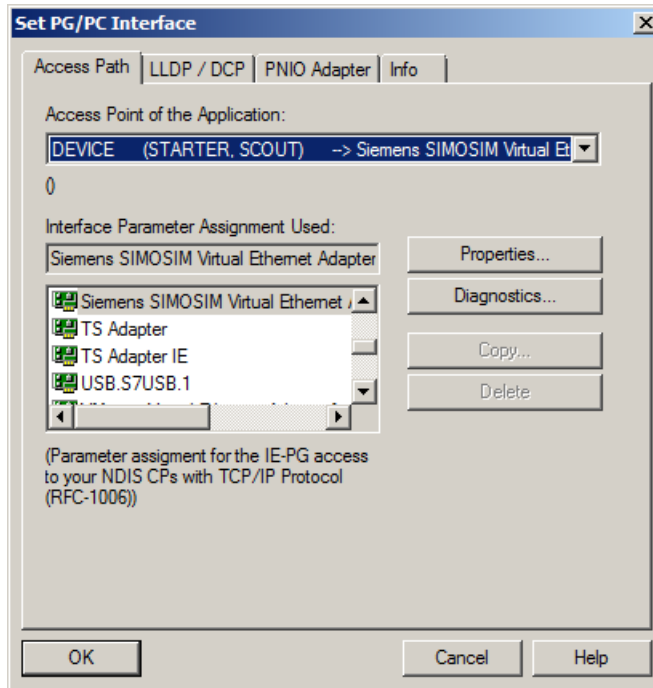 Set PG/PC Interface
Access Path LLDP / DCP PNIO Adapter Info
Access Point of the Application:
DEVICE (STARTER, SCOUT) --> Siemens SIMOSIM Virtual Et
()
Interface Parameter Assignment Used:
Siemens SIMOSIM Virtual Ethernet Adapter
Properties...
Siemens SIMOSIM Virtual Ethernet
Diagnostics...
TS Adapter
TS Adapter IE
Copy...
USB.S7USB.1
Delete
(Parameter assigment for the IE-PG access
to your NDIS CPs with TCP/IP Protocol
(RFC-1006))
OK Cancel Help